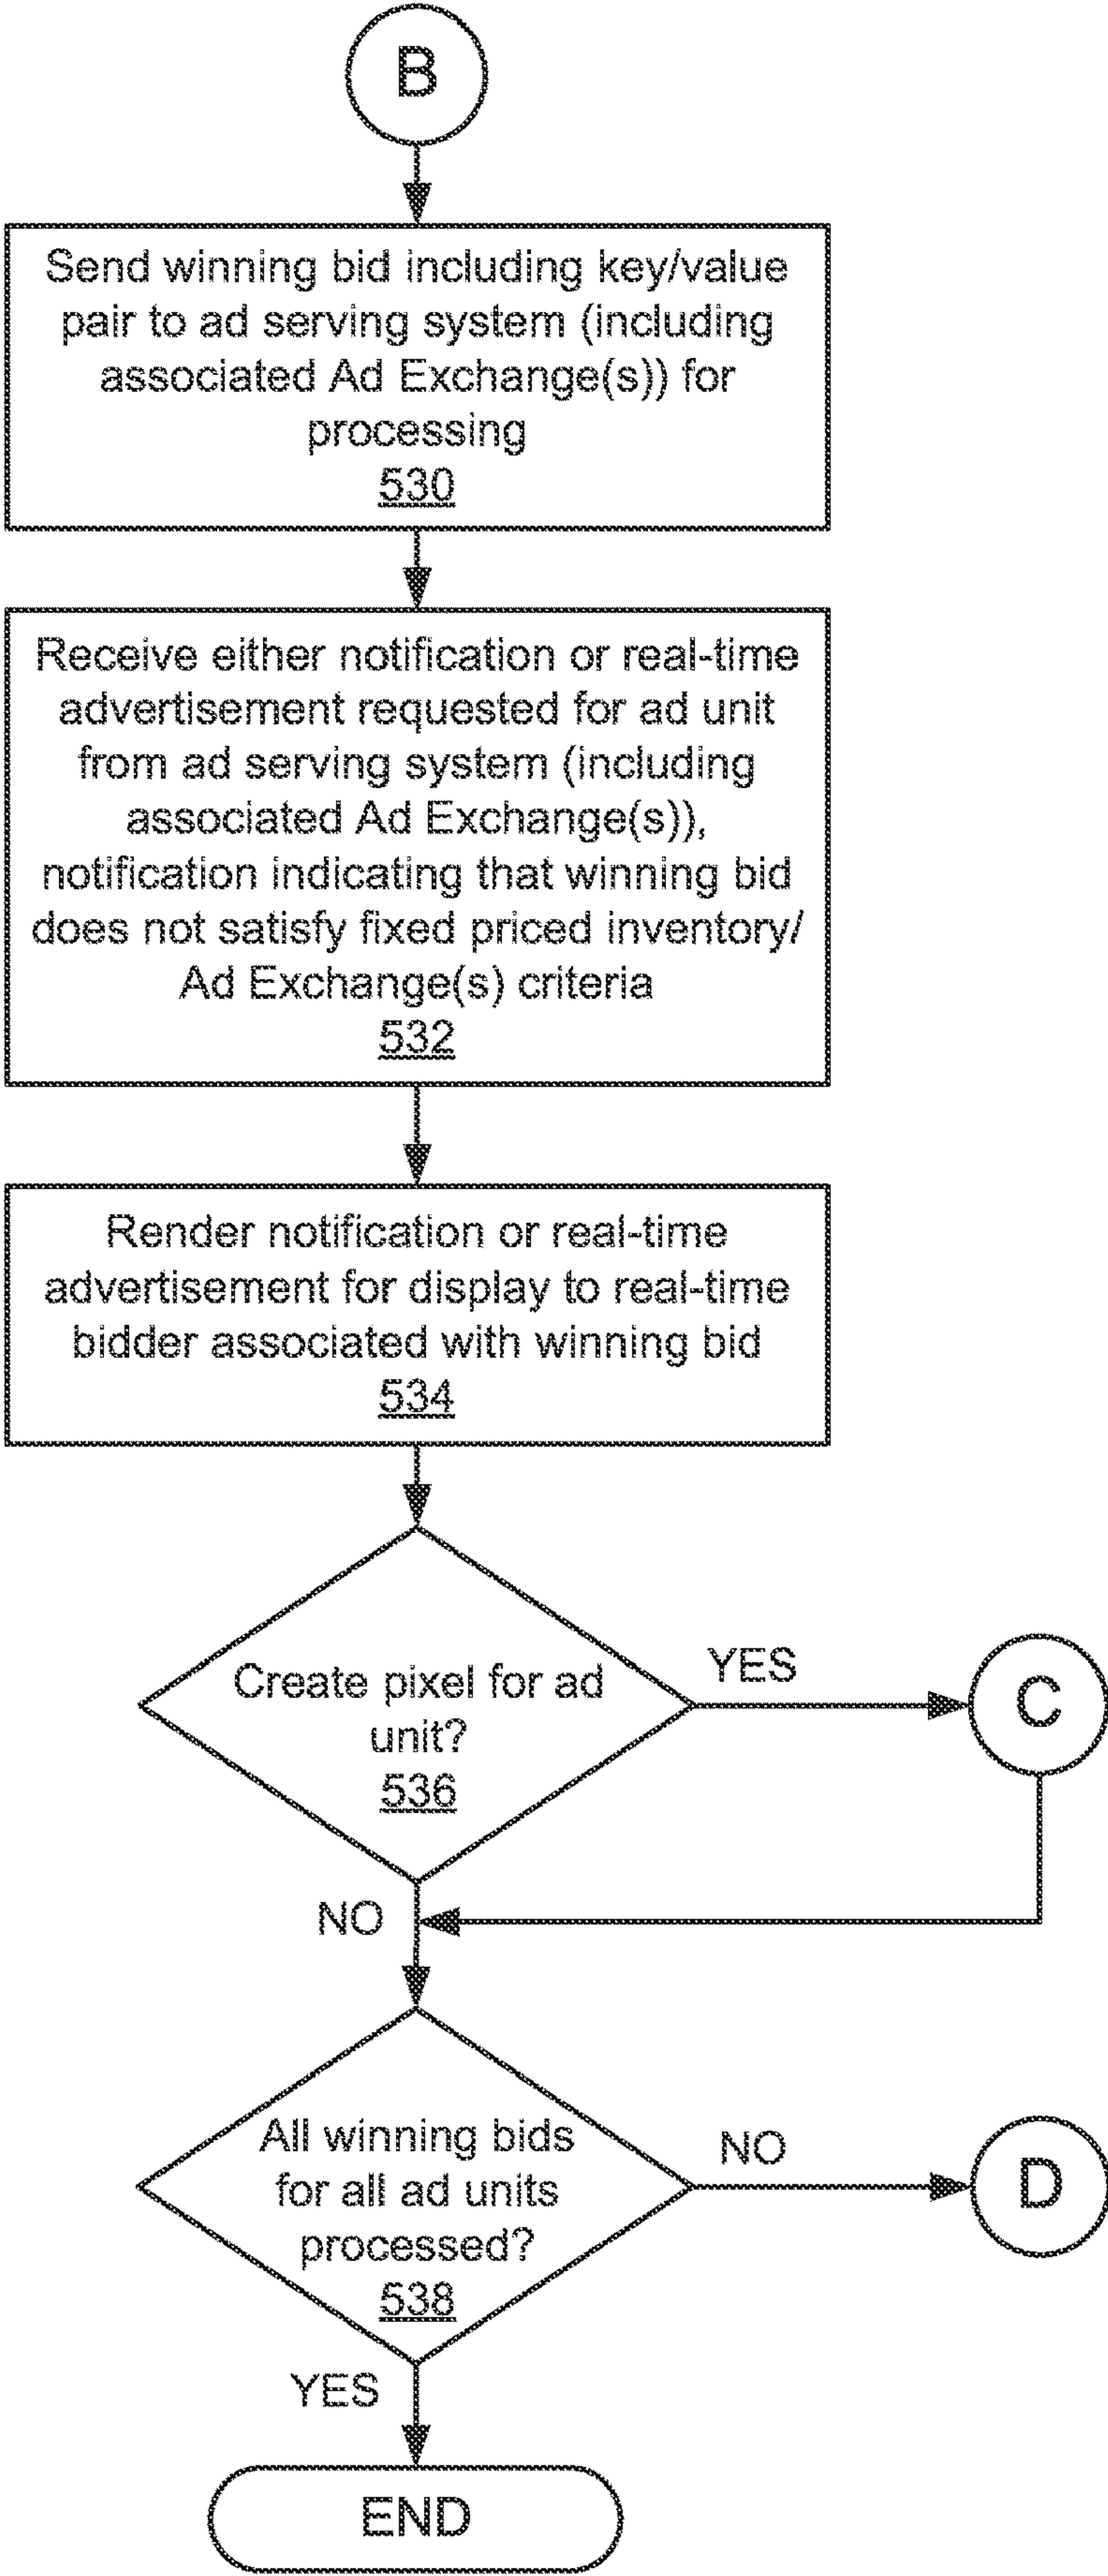 B
Send winning bid including key/value
pair to ad serving system (including
associated Ad Exchange(s)) for
processing
530
Receive either notification or real-time
advertisement requested for ad unit
from ad serving system (including
associated Ad Exchange(s)),
notification indicating that winning bid
does not satisfy fixed priced inventory/
Ad Exchange(s) criteria
532
Render notification or real-time
advertisement for display to real-time
bidder associated with winning bid
534
Create pixel for ad
unit?
536
YES
C
NO
All winning bids
for all ad units
processed?
538
NO
D
YES
END